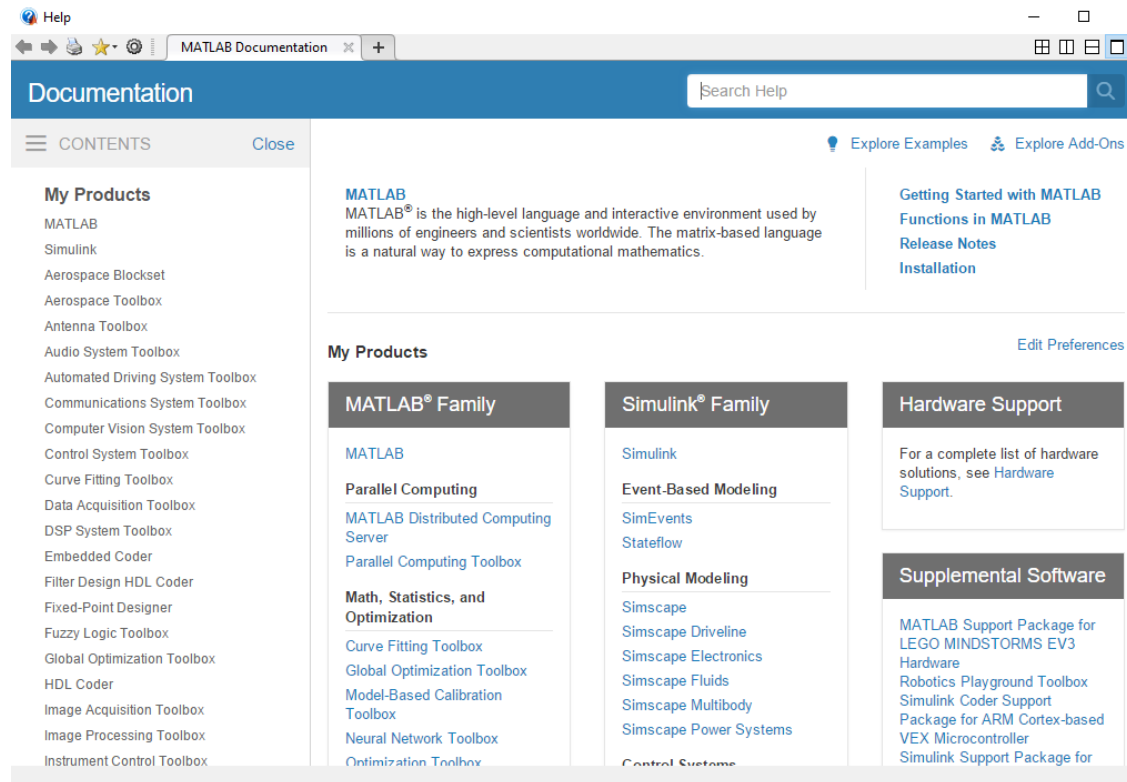 Help
MATLAB Documentation
Documentation
Search Help
CONTENTS
Close
My Products
MATLAB
Simulink
Aerospace Blockset
Aerospace Toolbox
Antenna Toolbox
Audio System Toolbox
Automated Driving System Toolbox
Communications System Toolbox
Computer Vision System Toolbox
Control System Toolbox
Curve Fitting Toolbox
Data Acquisition Toolbox
DSP System Toolbox
Embedded Coder
Filter Design HDL Coder
Fixed-Point Designer
Fuzzy Logic Toolbox
Global Optimization Toolbox
HDL Coder
Image Acquisition Toolbox
Image Processing Toolbox
Instrument Control Toolbox
Explore Examples
Explore Add-Ons
MATLAB
MATLAB® is the high-level language and interactive environment used by
millions of engineers and scientists worldwide. The matrix-based language
is a natural way to express computational mathematics.
Getting Started with MATLAB
Functions in MATLAB
Release Notes
Installation
My Products
Edit Preferences
MATLAB® Family
MATLAB
Parallel Computing
MATLAB Distributed Computing
Server
Parallel Computing Toolbox
Math, Statistics, and
Optimization
Curve Fitting Toolbox
Global Optimization Toolbox
Model-Based Calibration
Toolbox
Neural Network Toolbox
Optimization Toolbox
Simulink® Family
Simulink
Event-Based Modeling
SimEvents
Stateflow
Physical Modeling
Simscape
Simscape Driveline
Simscape Electronics
Simscape Fluids
Simscape Multibody
Simscape Power Systems
Control Systems
Hardware Support
For a complete list of hardware
solutions, see Hardware
Support.
Supplemental Software
MATLAB Support Package for
LEGO MINDSTORMS EV3
Hardware
Robotics Playground Toolbox
Simulink Coder Support
Package for ARM Cortex-based
VEX Microcontroller
Simulink Support Package for